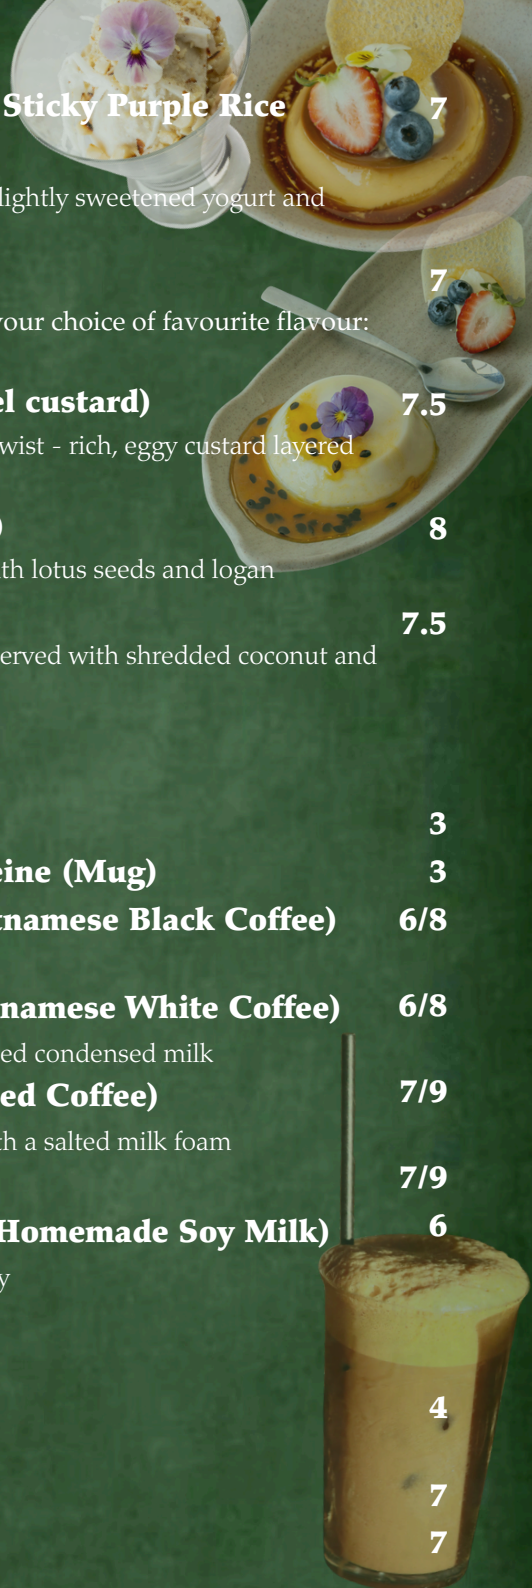 Sticky Purple Rice 7
lightly sweetened yogurt and
7
your choice of favourite flavour:
el custard) 7.5
wist - rich, eggy custard layered
) 8
th lotus seeds and logan
7.5
erved with shredded coconut and
3
eine (Mug) 3
tnamese Black Coffee) 6/8
namese White Coffee) 6/8
ed condensed milk
ed Coffee) 7/9
th a salted milk foam
7/9
Homemade Soy Milk) 6
y
4
7
7